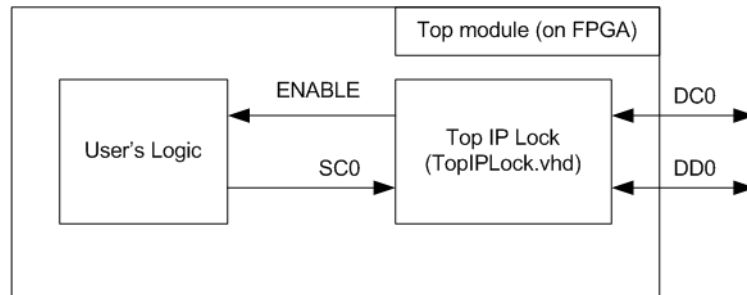 Top module (on FPGA)
ENABLE
DC0
User's Logic
Top IP Lock
(TopIPLock.vhd)
SC0
DD0